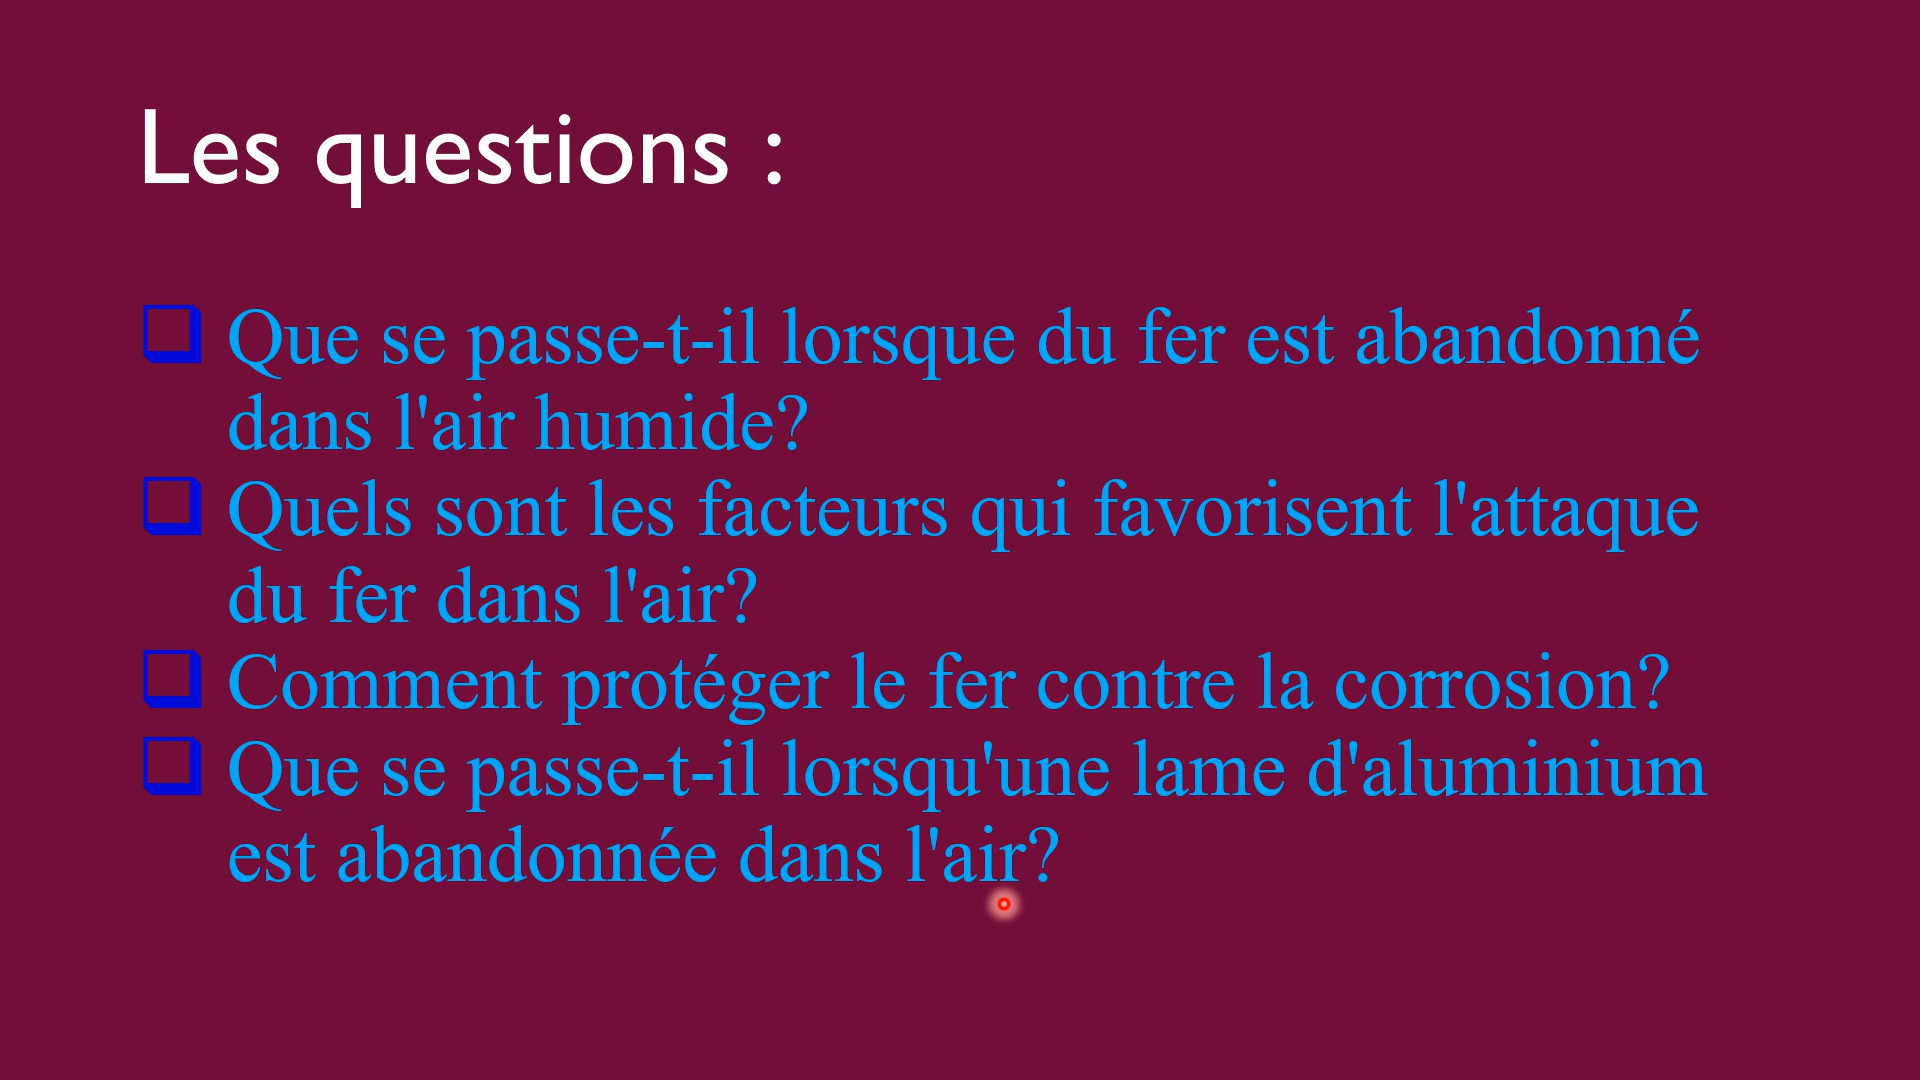 Les questions :
Que se passe-t-il lorsque du fer est abandonné
dans l'air humide?
Quels sont les facteurs qui favorisent l'attaque
du fer dans l'air?
Comment protéger le fer contre la corrosion?
Que se passe-t-il lorsqu'une lame d'aluminium
est abandonnée dans l'air?